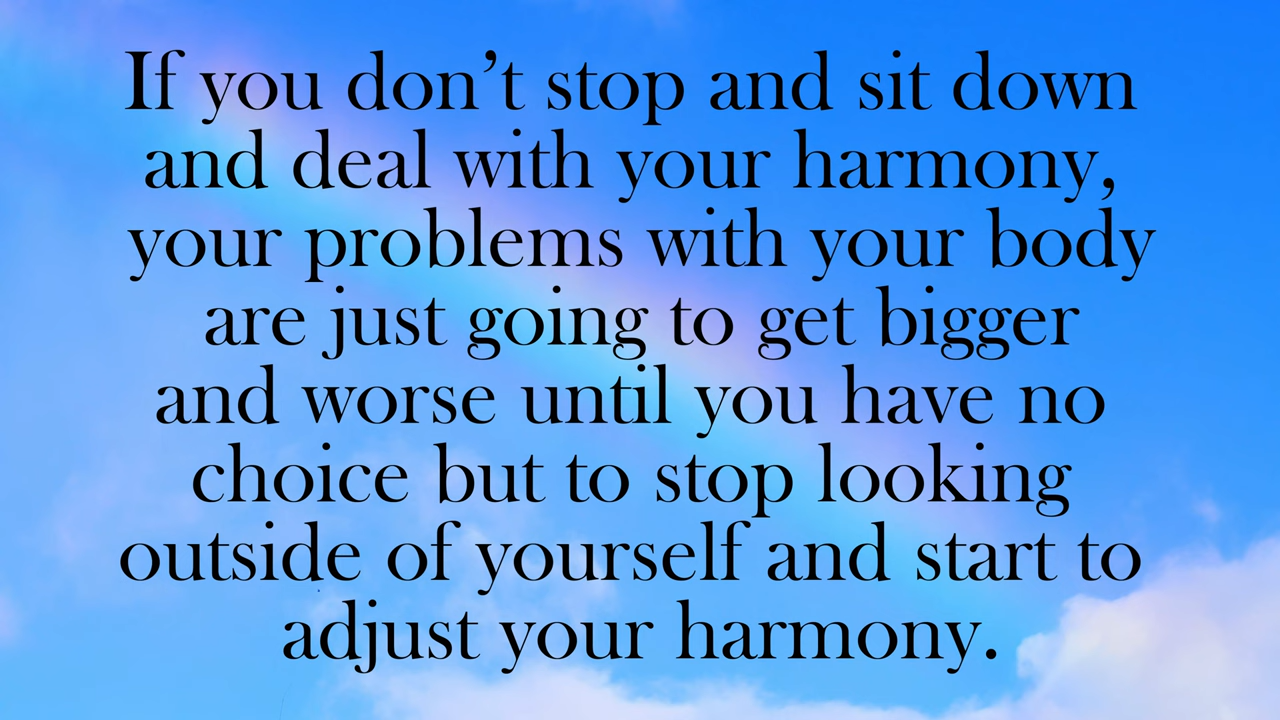 If you don’t stop and sit down
and deal with your harmony,
your problems with your body
are just going to get bigger
and worse until you have no
choice but to stop looking
outside of yourself and start to
adjust your harmony.